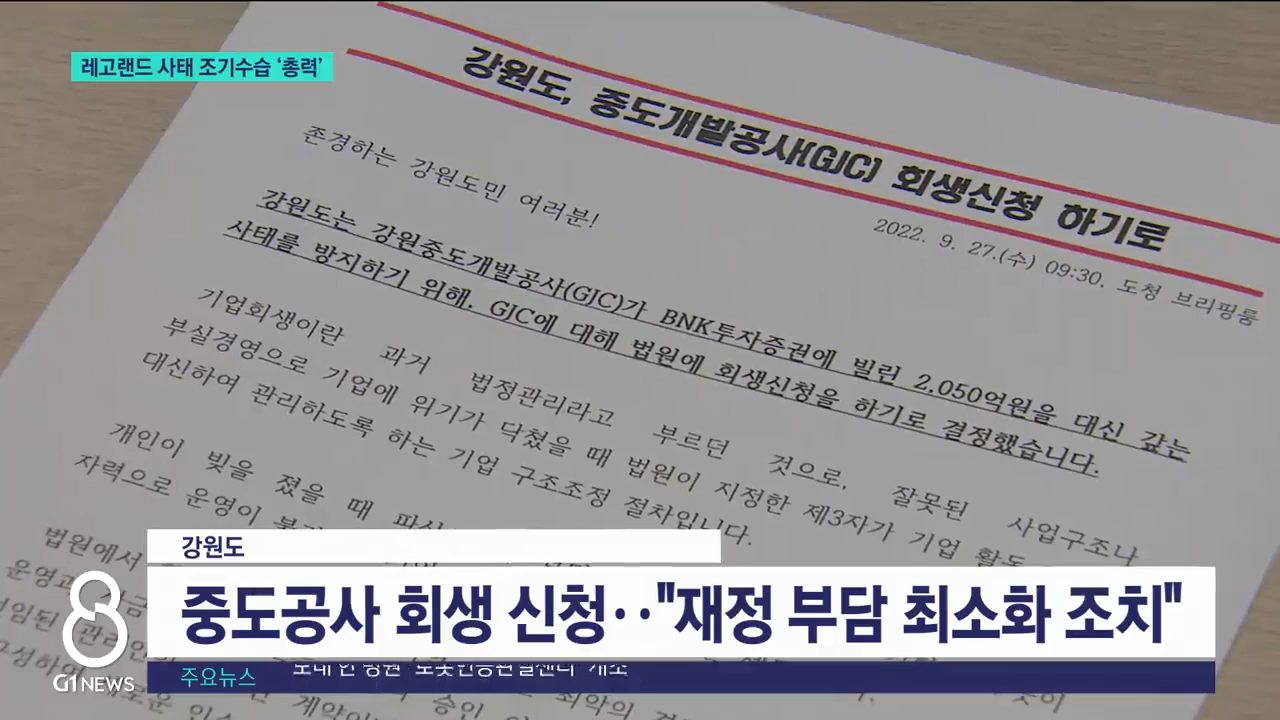 레고랜드 사태 조기수습 '총력'
강원도, 중도개발공사(GJC) 회생신청 하기로
2022. 9. 27.(수) 09:30. 도청 브리핑룸
존경하는 강원도민 여러분!
강원도는 강원중도개발공사(GJC)가 BNK투자증권에 빌린 2.050억원을 대신 갚는
사태를 방지하기 위해. GJC에 대해 법원에 회생신청을 하기로 결정했습니다.
기업회생이란 과거 법정관리라고 부르던 것으로, 잘못된 사업구조나
부실경영으로 기업에 위기가 닥쳤을 때 법원이 지정한 제3자가 기업 활동
대신하여 관리하도록 하는 기업 구조조정 절차입니다.
개인이 빚을 졌을 때
자력으로 운영이
법원에서
강원도
중도공사 회생 신청‥"재정 부담 최소화 조치"
8
G1 NEWS
주요뉴스